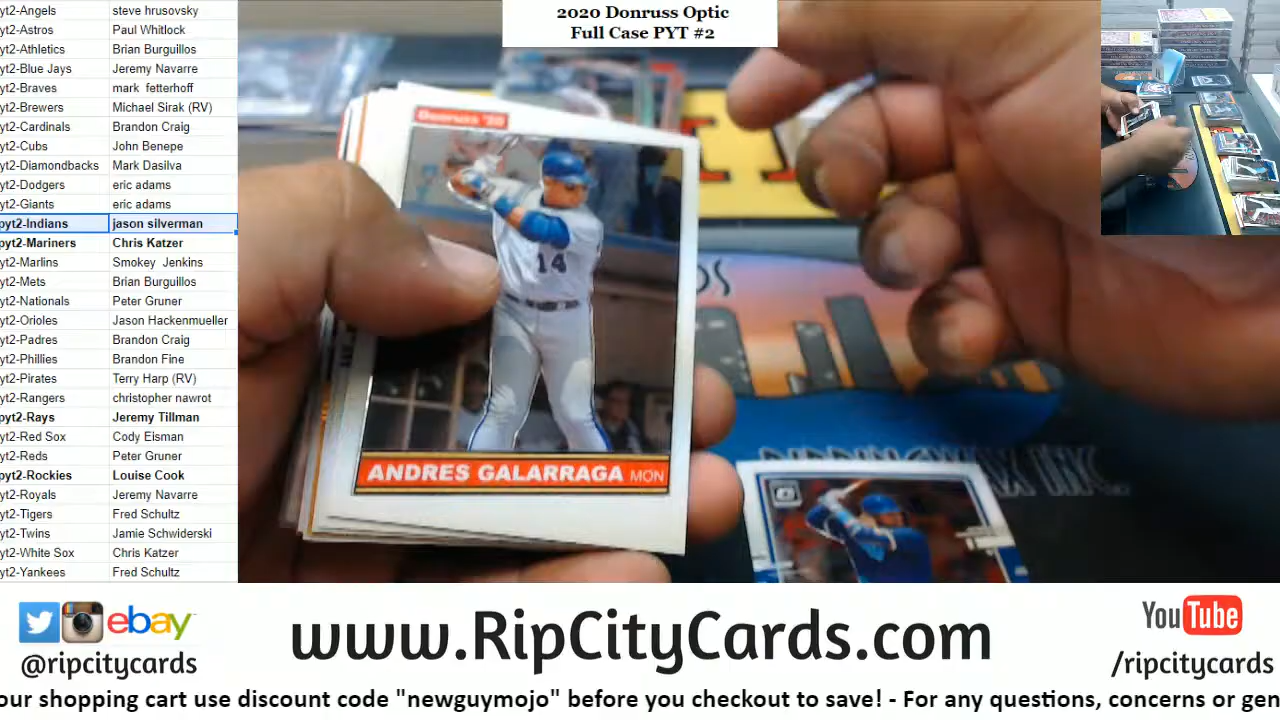 2020 Donruss Optic
Full Case PYT #2
yt2-Angels steve hrusovsky
yt2-Astros Paul Whitlock
yt2-Athletics Brian Burguillos
yt2-Blue Jays Jeremy Navarre
yt2-Braves mark fetterhoff
yt2-Brewers Michael Sirak (RV)
yt2-Cardinals Brandon Craig
yt2-Cubs John Benepe
yt2-Diamondbacks Mark Dasilva
yt2-Dodgers eric adams
yt2-Giants eric adams
pyt2-Indians jason silverman
pyt2-Mariners Chris Katzer
yt2-Marlins Smokey Jenkins
yt2-Mets Brian Burguillos
yt2-Nationals Peter Gruner
yt2-Orioles Jason Hackenmueller
yt2-Padres Brandon Craig
yt2-Phillies Brandon Fine
yt2-Pirates Terry Harp (RV)
yt2-Rangers christopher nawrot
pyt2-Rays Jeremy Tillman
yt2-Red Sox Cody Elsman
yt2-Reds Peter Gruner
pyt2-Rockies Louise Cook
yt2-Royals Jeremy Navarre
yt2-Tigers Fred Schultz
yt2-Twins Jamie Schwiderski
yt2-White Sox Chris Katzer
yt2-Yankees Fred Schultz
Donruss '20
14
ANDRES GALARRAGA MON
ebay
@ripcitycards
www.RipCityCards.com
YouTube
/ripcitycards
our shopping cart use discount code "newguymojo" before you checkout to save! - For any questions, concerns or gen